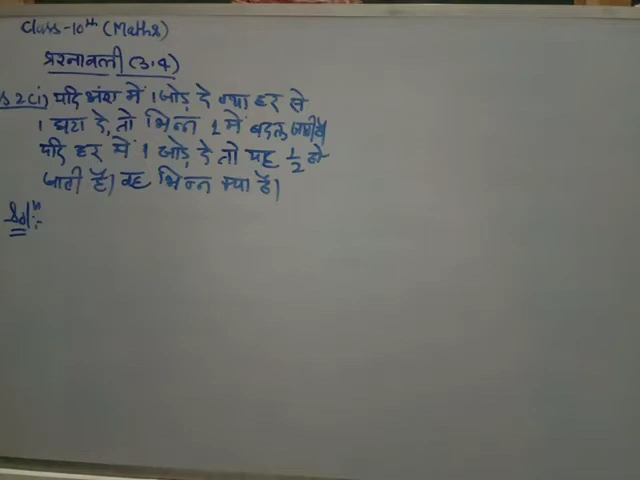 Class-10th (Maths)
प्रश्नावली (3.4)
2(i) यदि अंश में 1 जोड़ दे तथा हर से
1 घटा दे, तो भिन्न 1 में बदल जाती है
यदि हर में 1 जोड़ दे तो यह 1/2 हो
जाती है। वह भिन्न क्या है।
Solⁿ:-